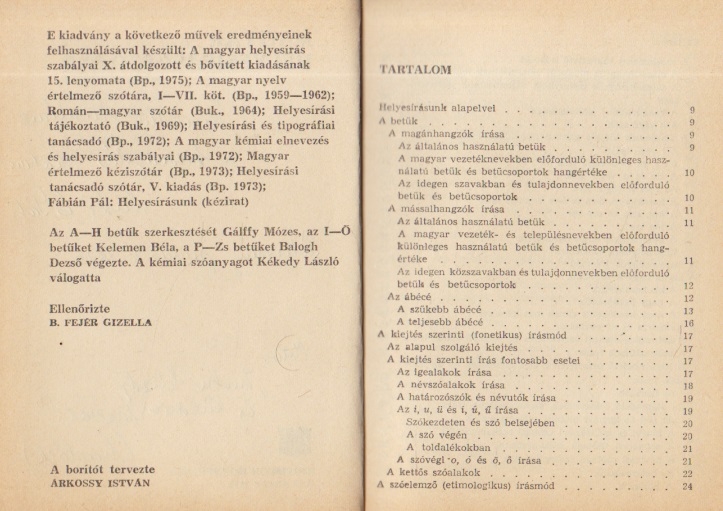 E kiadvány a következő művek eredményeinek
felhasználásával készült: A magyar helyesírás
szabályai X. átdolgozott és bővített kiadásának
15. lenyomata (Bp., 1975); A magyar nyelv
értelmező szótára, I—VII. köt. (Bp., 1959—1962);
Román—magyar szótár (Buk., 1964); Helyesírási
tájékoztató (Buk., 1969); Helyesírási és tipográfiai
tanácsadó (Bp., 1972); A magyar kémiai elnevezés
és helyesírás szabályai (Bp., 1972); Magyar
értelmező kéziszótár (Bp., 1973); Helyesírási
tanácsadó szótár, V. kiadás (Bp. 1973);
Fábián Pál: Helyesírásunk (kézirat)
Az A—H betűk szerkesztését Gálffy Mózes, az I—Ö
betűket Kelemen Béla, a P—Zs betűket Balogh
Dezső végezte. A kémiai szóanyagot Kékedy László
válogatta
Ellenőrizte
B. FEJÉR GIZELLA
A borítót tervezte
ÁRKOSSY ISTVÁN
TARTALOM
Helyesírásunk alapelvei . . . . . . . . . . 9
A betűk . . . . . . . . . . 9
A magánhangzók írása . . . . . . . . . . 9
Az általános használatú betűk . . . . . . . . . . 9
A magyar vezetéknevekben előforduló különleges hasz-
nálatú betűk és betűcsoportok hangértéke . . . . 10
Az idegen szavakban és tulajdonnevekben előforduló
betűk és betűcsoportok . . . . . . . . . . 10
A mássalhangzók írása . . . . . . . . . . 11
Az általános használatú betűk . . . . . . . . . . 11
A magyar vezeték- és településnevekben előforduló
különleges használatú betűk és betűcsoportok hang-
értéke . . . . . . . . . . 11
Az idegen közszavakban és tulajdonnevekben előforduló
betűk és betűcsoportok . . . . . . . . . . 12
Az ábécé . . . . . . . . . . 12
A szűkebb ábécé . . . . . . . . . . 13
A teljesebb ábécé . . . . . . . . . . 16
A kiejtés szerinti (fonetikus) írásmód . . . . . . . . . . 17
Az alapul szolgáló kiejtés . . . . . . . . . . 17
A kiejtés szerinti írás fontosabb esetei . . . . . . . . . . 17
Az igealakok írása . . . . . . . . . . 17
A névszóalakok írása . . . . . . . . . . 18
A határozószók és névutók írása . . . . . . . . . . 19
Az i, u, ü és í, ú, ű írása . . . . . . . . . . 19
Szókezdeten és szó belsejében . . . . . . . . . . 20
A szó végén . . . . . . . . . . 20
A toldalékokban . . . . . . . . . . 21
A szóvégi o, ó és ö, ő írása . . . . . . . . . . 21
A kettős szóalakok . . . . . . . . . . 22
A szóelemző (etimologikus) írásmód . . . . . . . . . . 24